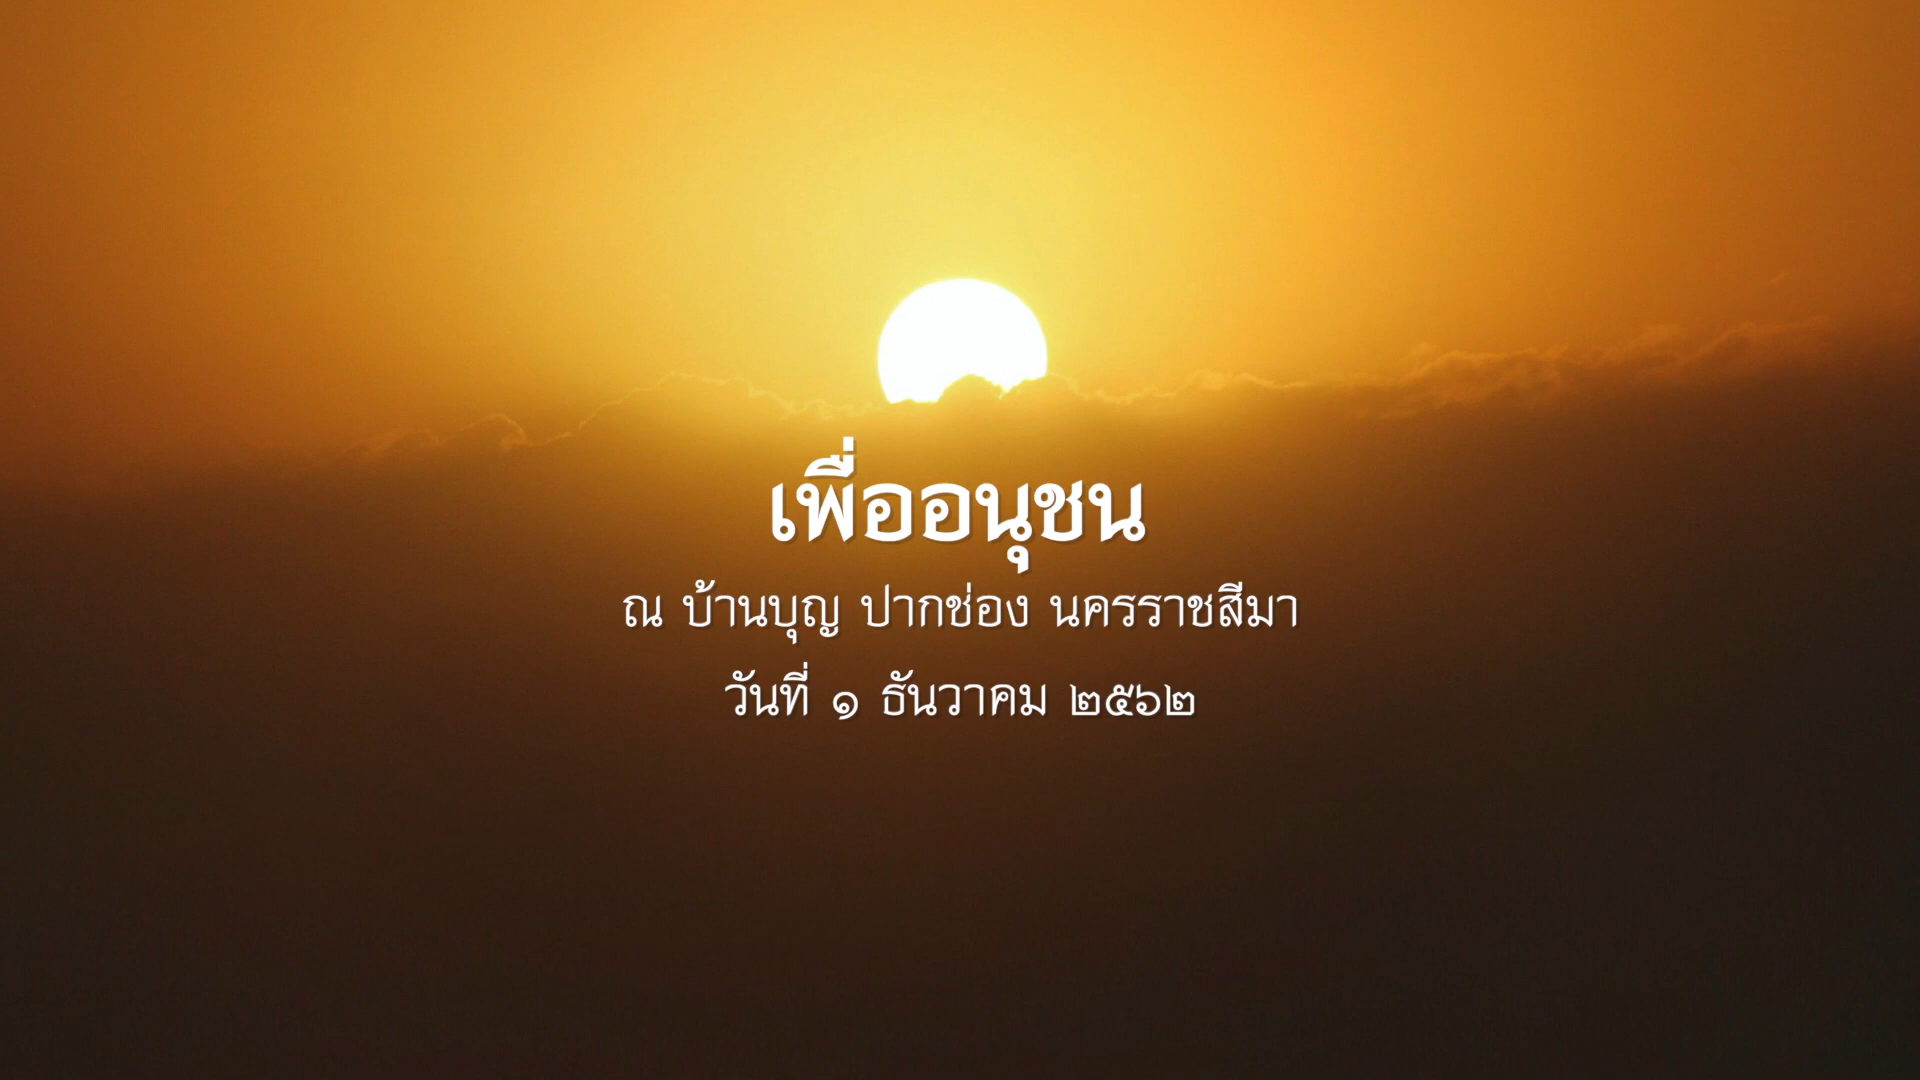 เพื่ออนุชน
ณ บ้านบุญ ปากช่อง นครราชสีมา
วันที่ ๑ ธันวาคม ๒๕๖๒